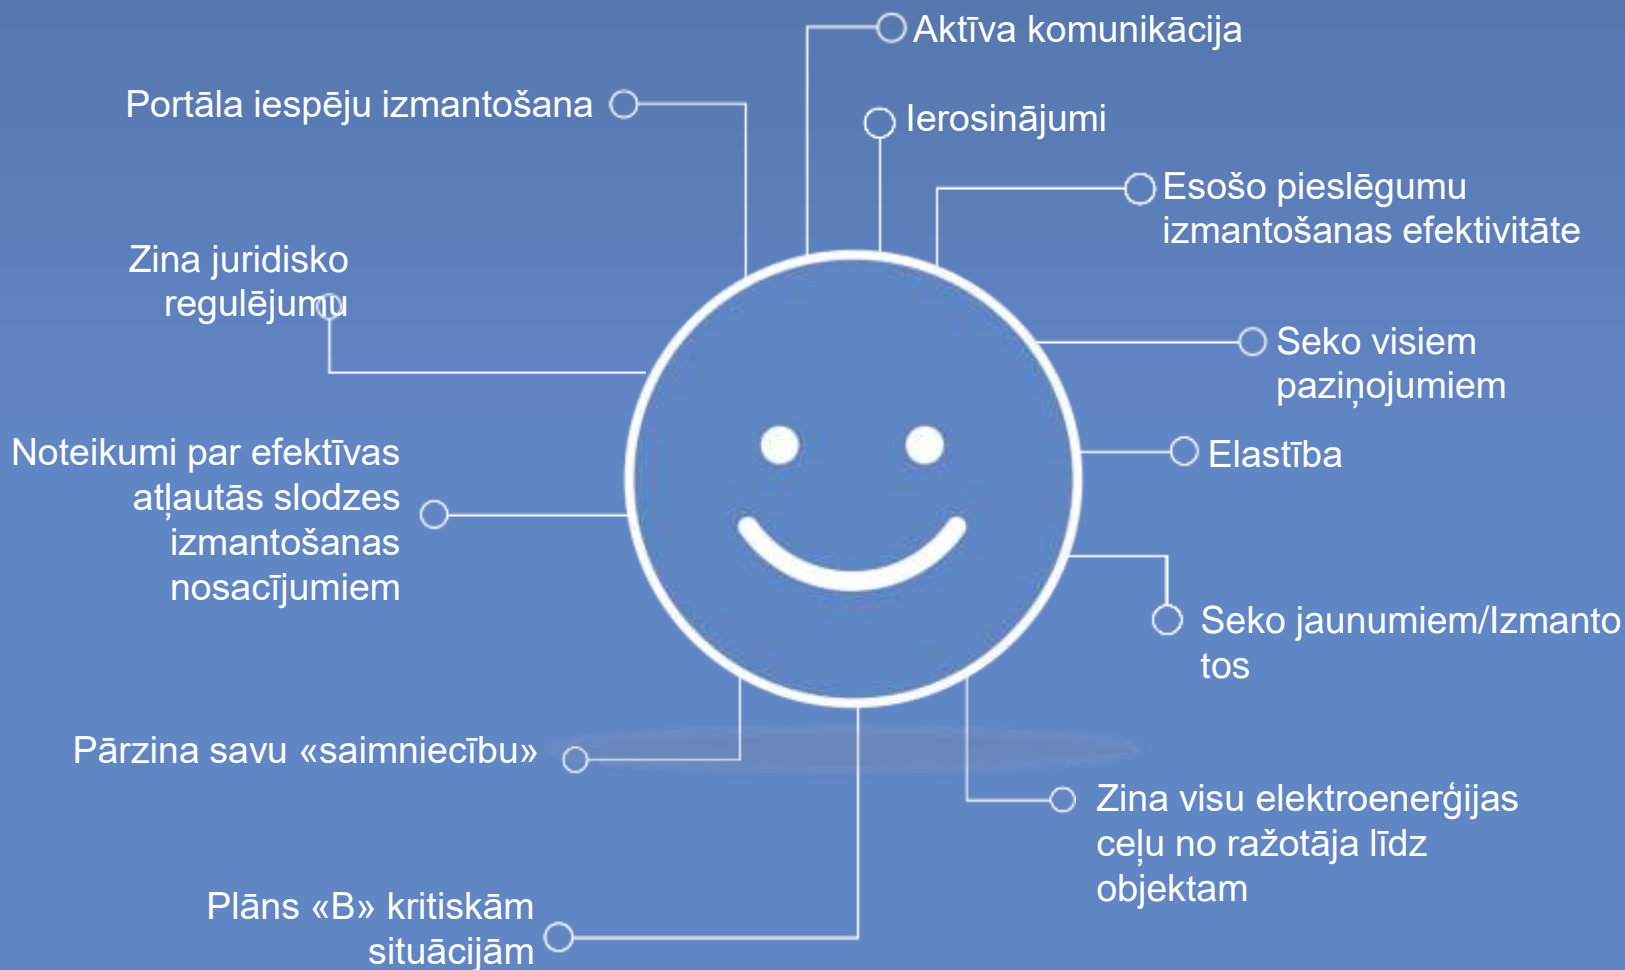 Aktīva komunikācija
Portāla iespēju izmantošana
Ierosinājumi
Esošo pieslēgumu
izmantošanas efektivitāte
Zina juridisko
regulējumu
Seko visiem
paziņojumiem
Noteikumi par efektīvas
atļautās slodzes
izmantošanas
nosacījumiem
Elastība
Seko jaunumiem/Izmanto
tos
Pārzina savu «saimniecību»
Zina visu elektroenerģijas
ceļu no ražotāja līdz
objektam
Plāns «B» kritiskām
situācijām